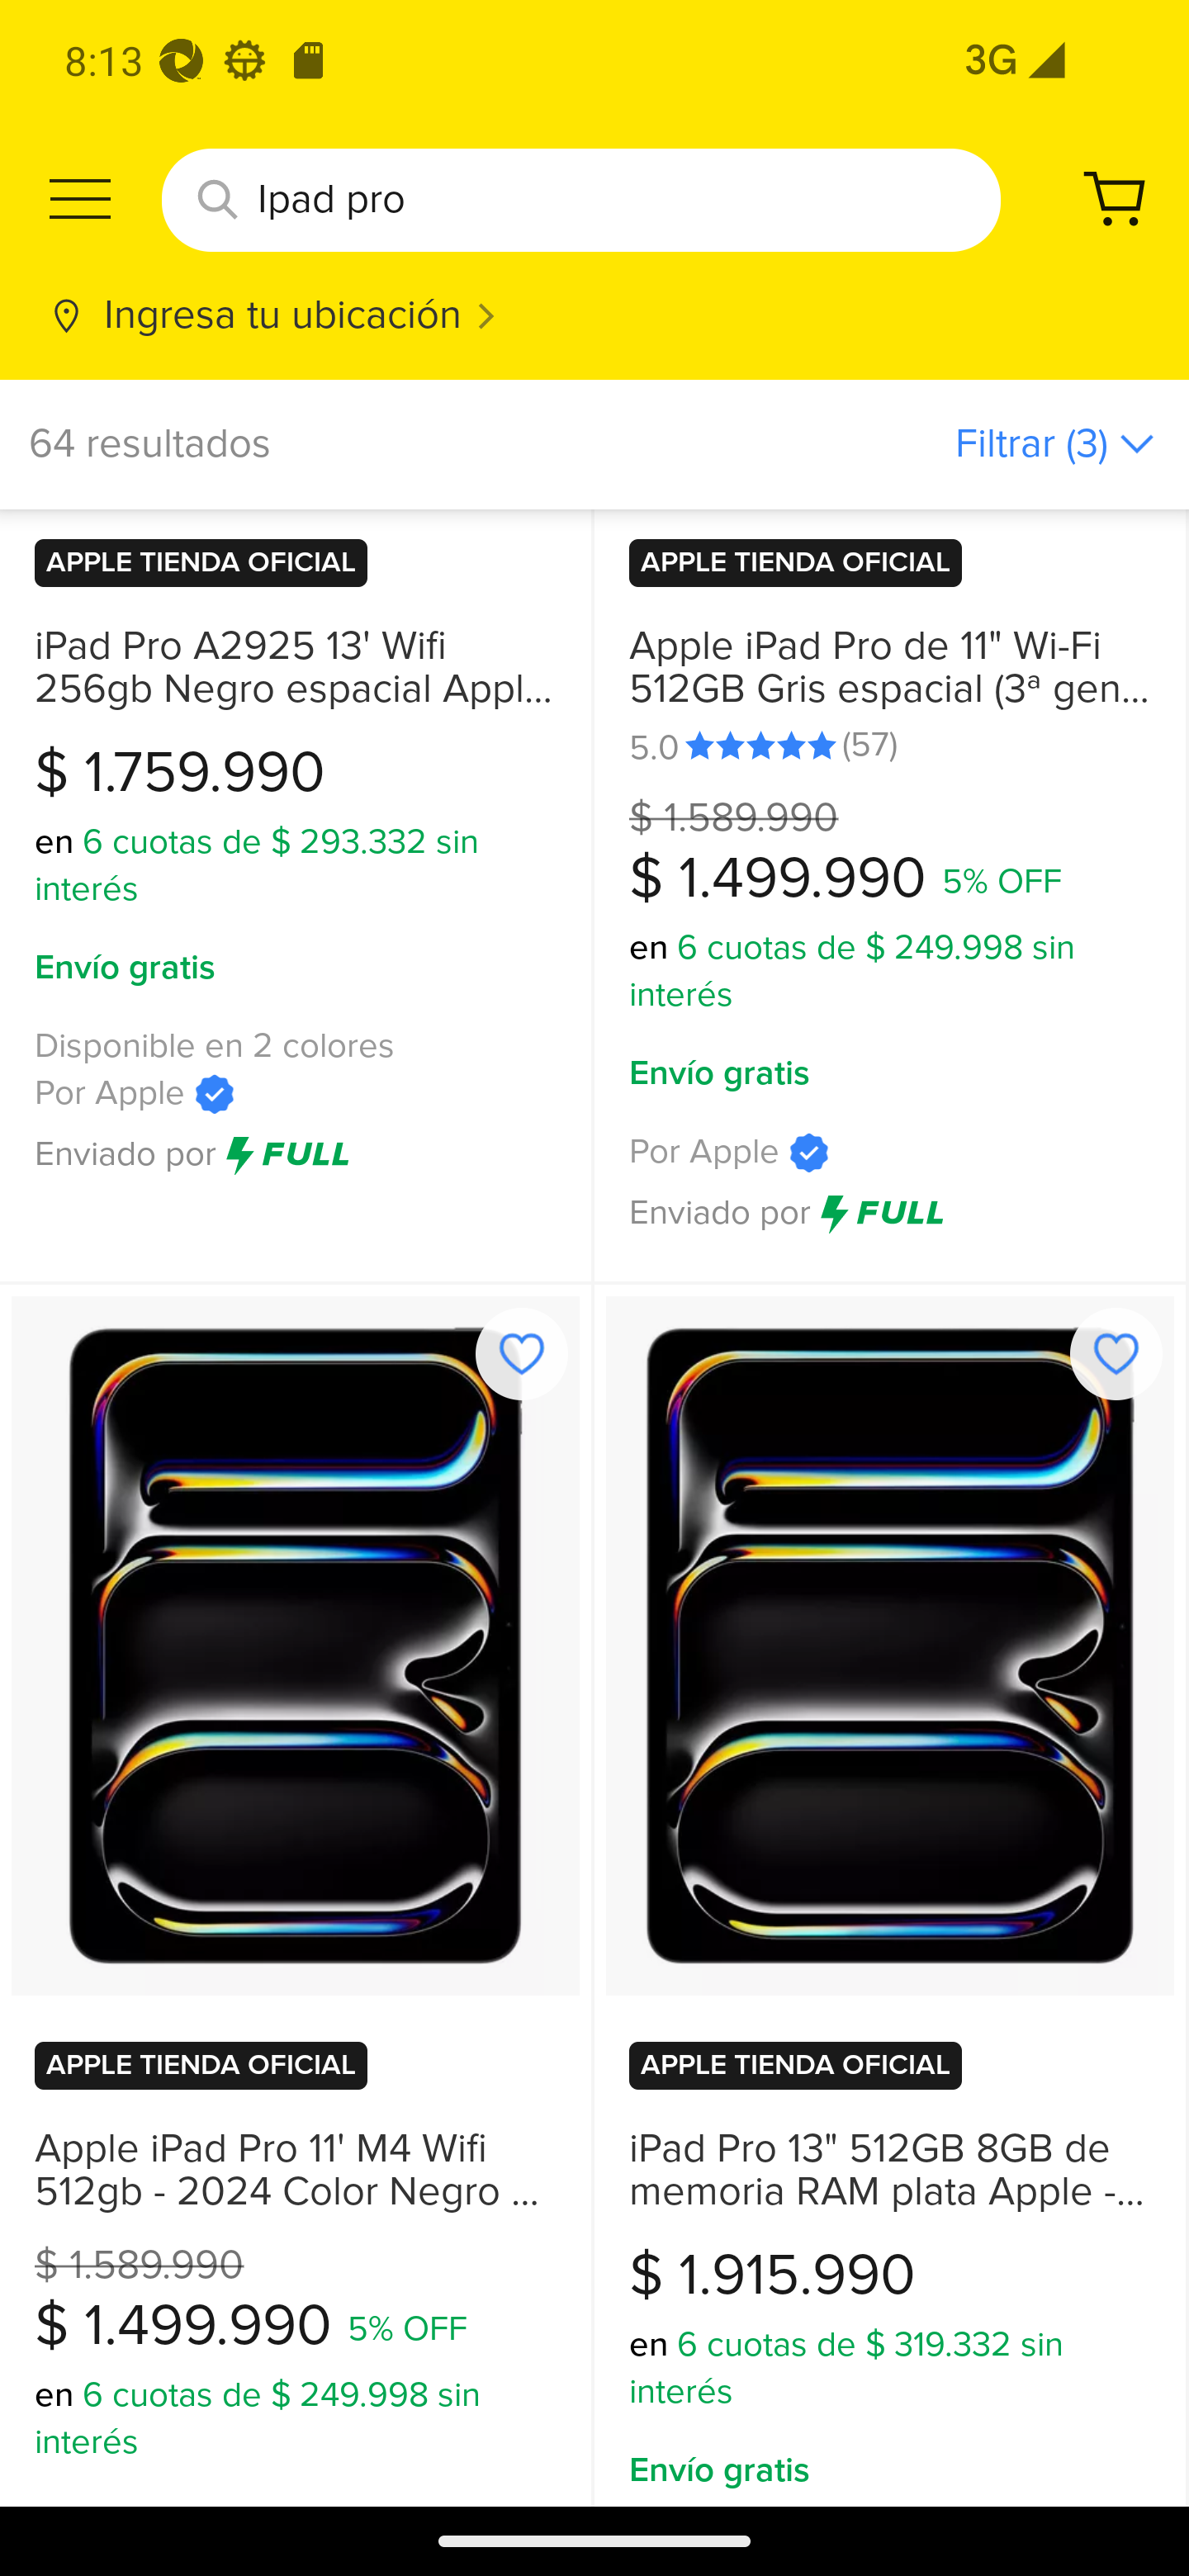 8:13
3G
Ipad pro
Ingresa tu ubicación
64 resultados
Filtrar (3)
APPLE TIENDA OFICIAL
iPad Pro A2925 13' Wifi
256gb Negro espacial Appl...
$ 1.759.990
en 6 cuotas de $ 293.332 sin
interés
Envío gratis
Disponible en 2 colores
Por Apple
Enviado por FULL
APPLE TIENDA OFICIAL
Apple iPad Pro de 11" Wi-Fi
512GB Gris espacial (3ª gen...
5.0 (57)
$ 1.589.990
$ 1.499.990 5% OFF
en 6 cuotas de $ 249.998 sin
interés
Envío gratis
Por Apple
Enviado por FULL
APPLE TIENDA OFICIAL
Apple iPad Pro 11' M4 Wifi
512gb - 2024 Color Negro ...
$ 1.589.990
$ 1.499.990 5% OFF
en 6 cuotas de $ 249.998 sin
interés
APPLE TIENDA OFICIAL
iPad Pro 13" 512GB 8GB de
memoria RAM plata Apple -...
$ 1.915.990
en 6 cuotas de $ 319.332 sin
interés
Envío gratis